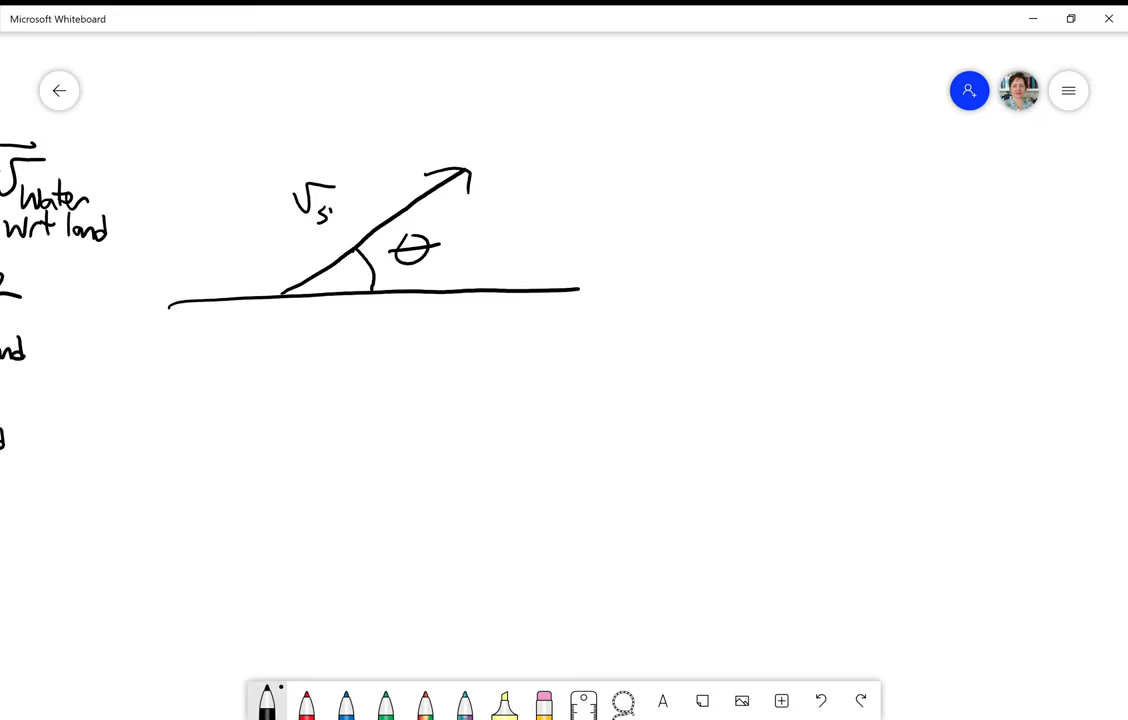 Microsoft Whiteboard
V Water
wrt land
Vs
θ
nd
A